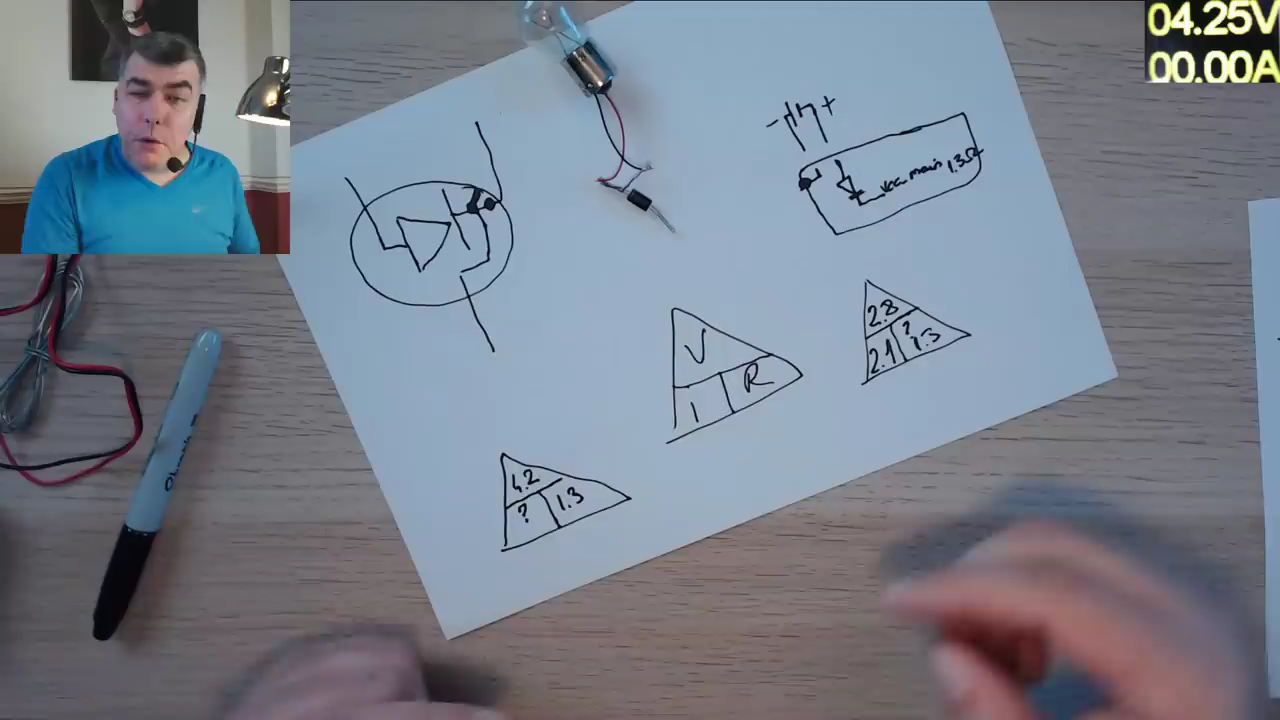 04.25V
00.00A
- +
Vcc main 1.3Ω
V
I R
2.8
2.1 ? 1.3
4.2
? 1.3